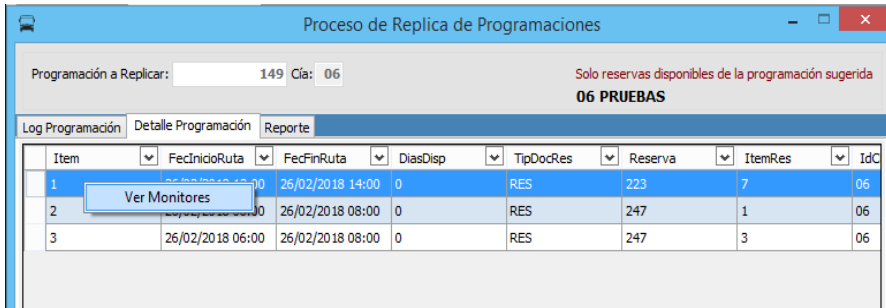 Proceso de Replica de Programaciones
Programación a Replicar: 149 Cía: 06 Solo reservas disponibles de la programación sugerida
06 PRUEBAS
Log Programación Detalle Programación Reporte
Item FecInicioRuta FecFinRuta DiasDisp TipDocRes Reserva ItemRes IdC
1 26/02/2018 14:00 0 RES 223 7 06
Ver Monitores
2 26/02/2018 08:00 0 RES 247 1 06
3 26/02/2018 06:00 26/02/2018 08:00 0 RES 247 3 06